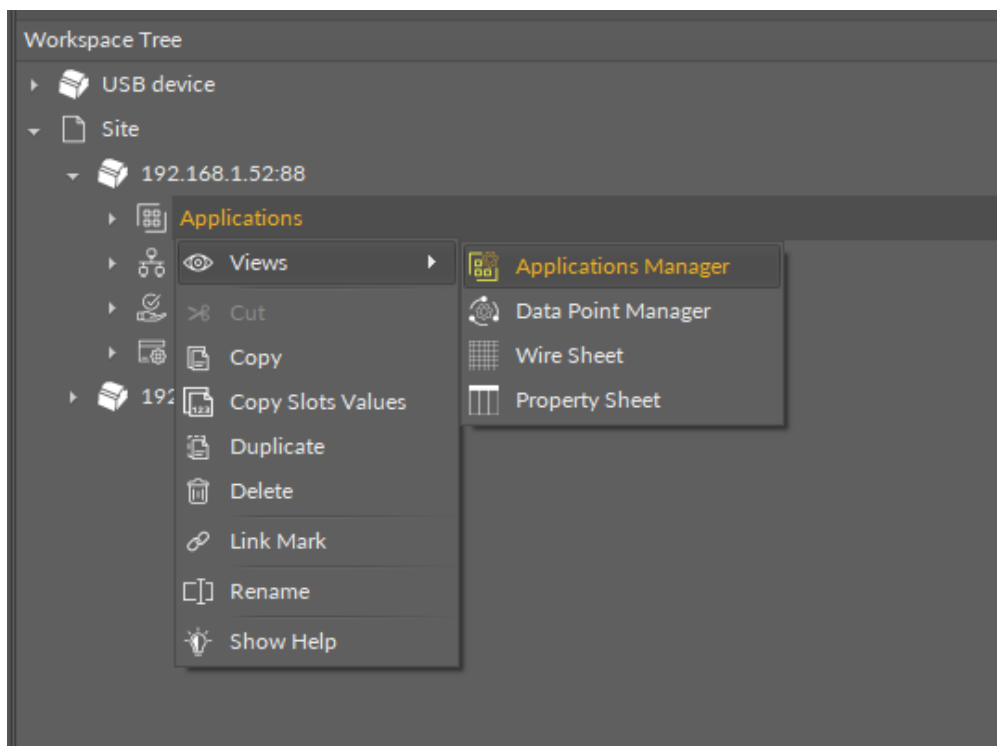 Workspace Tree
USB device
Site
192.168.1.52:88
Applications
Views
Applications Manager
Cut
Data Point Manager
Copy
Wire Sheet
192
Copy Slots Values
Property Sheet
Duplicate
Delete
Link Mark
Rename
Show Help